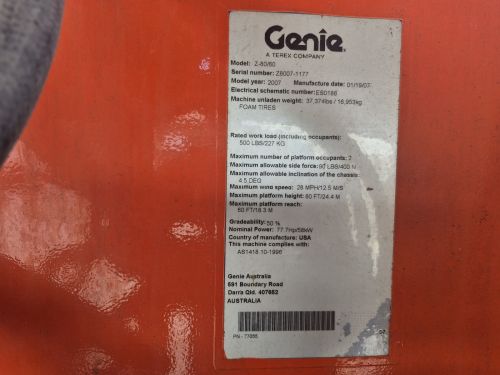 Genie
A TEREX COMPANY
Model: Z-80/60
Serial number: Z8007-1177
Model year: 2007 Manufacture date: 01/19/07
Electrical schematic number: ES0186
Machine unladen weight: 37,374lbs / 16,953kg
FOAM TIRES
Rated work load (including occupants):
500 LBS/227 KG
Maximum number of platform occupants: 2
Maximum allowable side force: 90 LBS/400 N
Maximum allowable inclination of the chassis:
4.5 DEG
Maximum wind speed: 28 MPH/12.5 M/S
Maximum platform height: 80 FT/24.4 M
Maximum platform reach:
60 FT/18.3 M
Gradeability: 50 %
Nominal Power: 77.7Hp/58kW
Country of manufacture: USA
This machine complies with:
AS1418.10-1996
Genie Australia
591 Boundary Road
Darra Qld. 407652
AUSTRALIA
PN - 77055